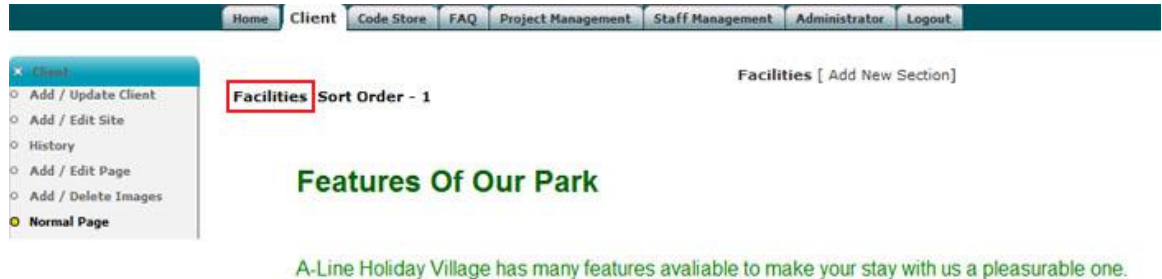 Home Client Code Store FAQ Project Management Staff Management Administrator Logout
Client
Add / Update Client
Add / Edit Site
History
Add / Edit Page
Add / Delete Images
Normal Page
Facilities [ Add New Section]
Facilities Sort Order - 1
Features Of Our Park
A-Line Holiday Village has many features avaliable to make your stay with us a pleasurable one.